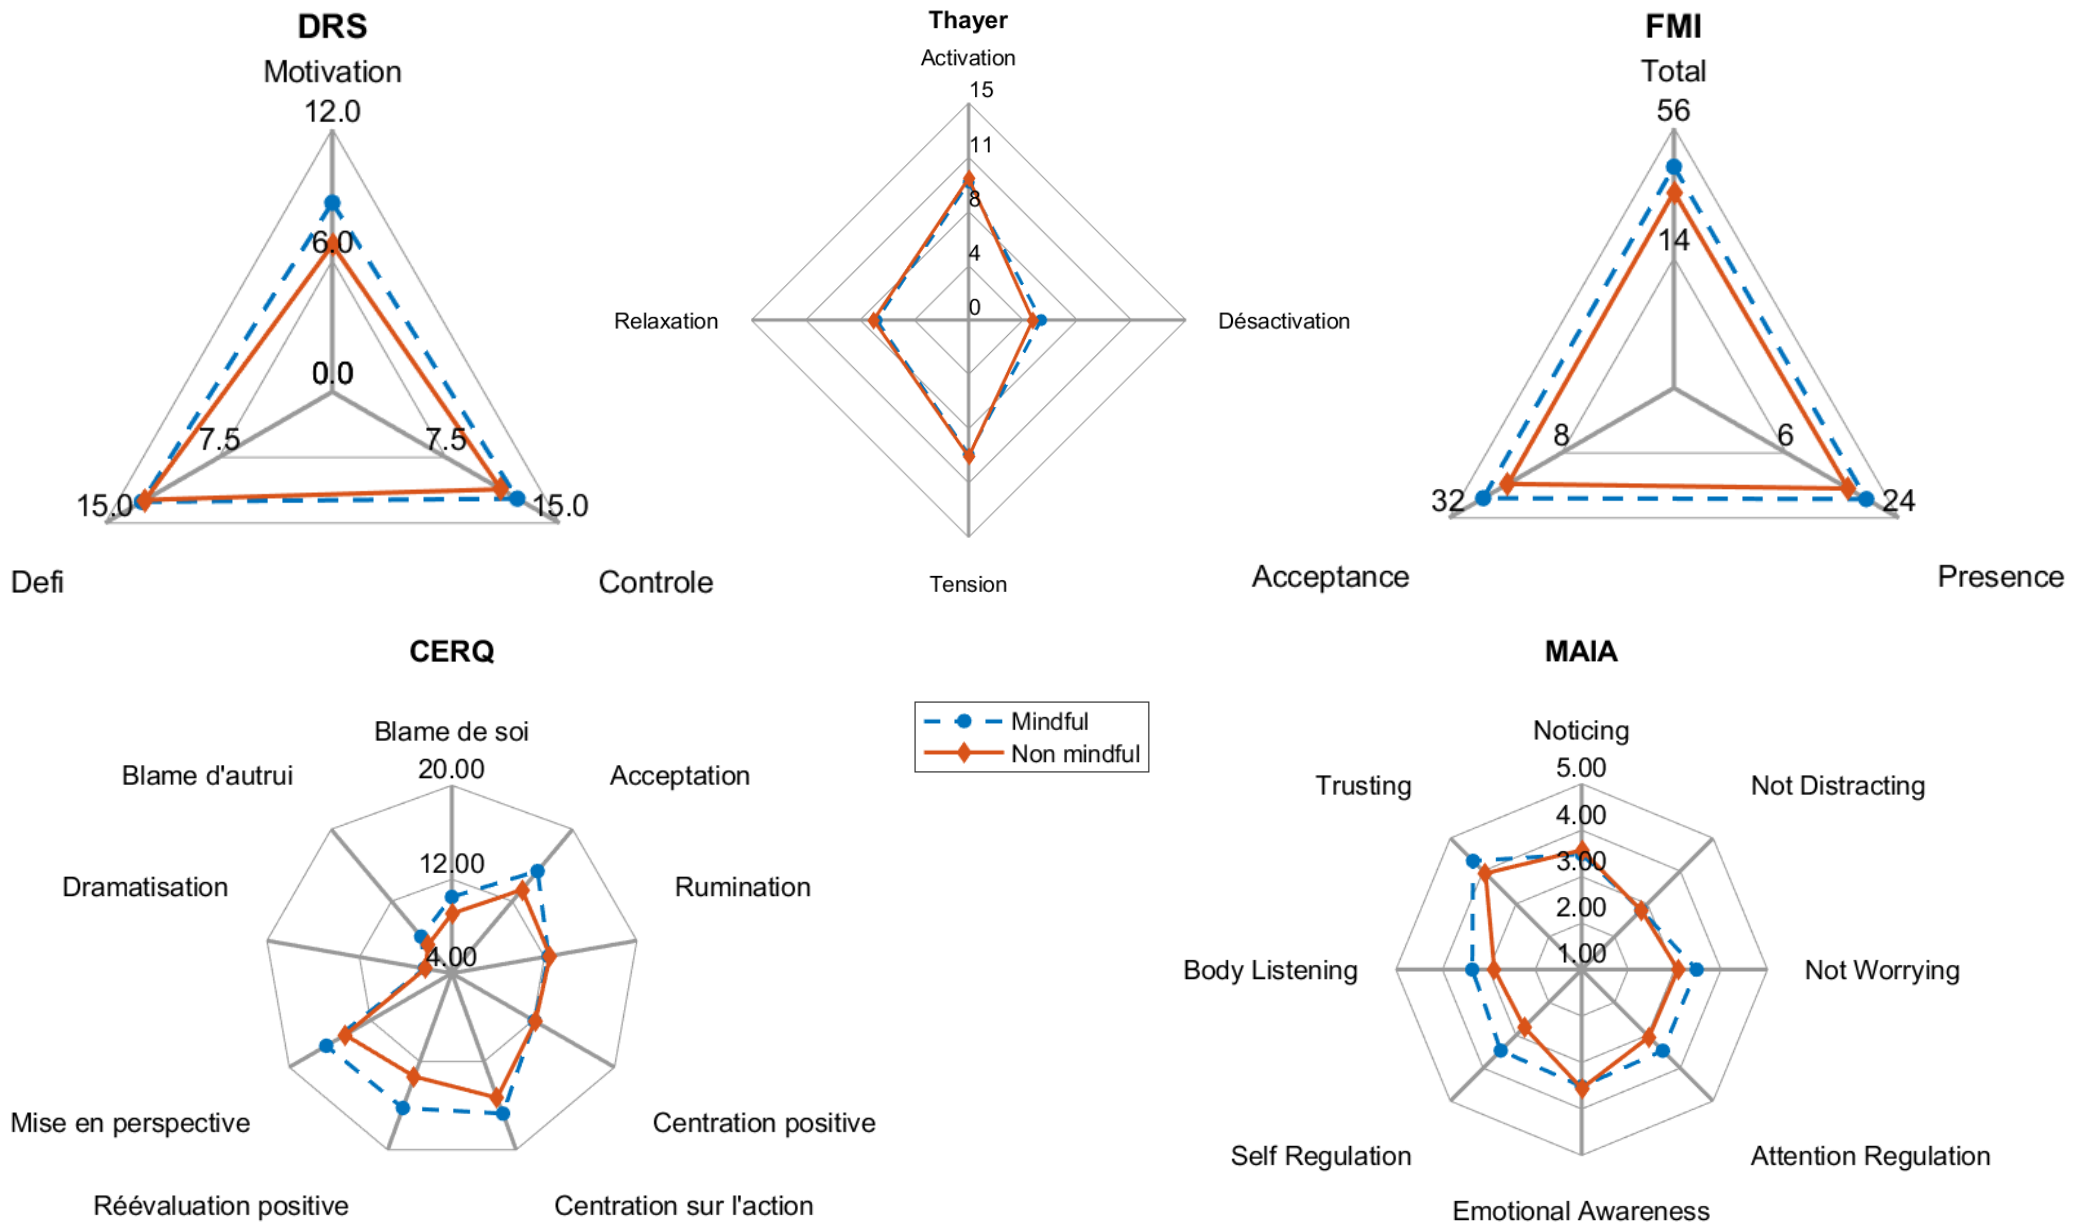 DRS
Motivation
12.0
6.0
0.0
7.5
7.5
15.0
15.0
Defi
Controle
Thayer
Activation
15
11
8
4
0
Relaxation
Désactivation
Tension
FMI
Total
56
14
8
6
32
24
Acceptance
Presence
CERQ
Blame de soi
20.00
12.00
4.00
Blame d'autrui
Acceptation
Dramatisation
Rumination
Mise en perspective
Centration positive
Réévaluation positive
Centration sur l'action
Mindful
Non mindful
MAIA
Noticing
5.00
4.00
3.00
2.00
1.00
Trusting
Not Distracting
Body Listening
Not Worrying
Self Regulation
Attention Regulation
Emotional Awareness